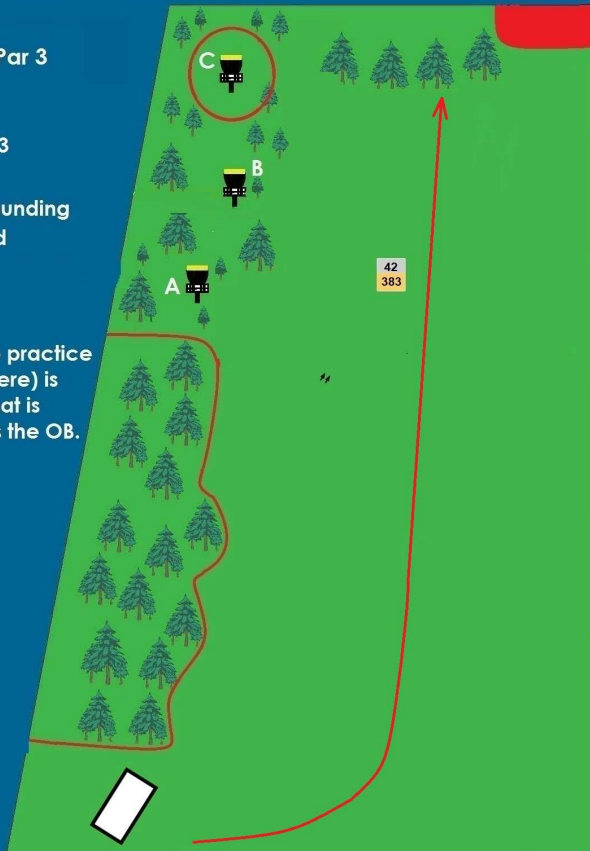 Par 3
3
unding
d
practice
ere) is
at is
the OB.
C
B
A
42
383